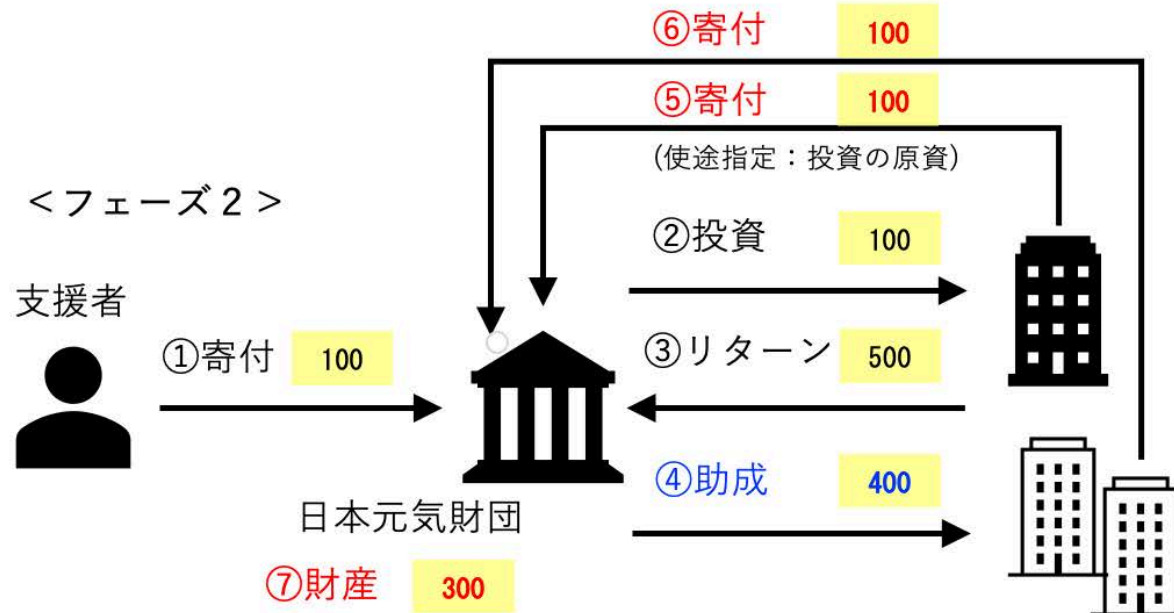 ⑥寄付 100
⑤寄付 100
(使途指定：投資の原資)
＜フェーズ２＞
②投資 100
支援者
①寄付 100
③リターン 500
④助成 400
日本元気財団
⑦財産 300